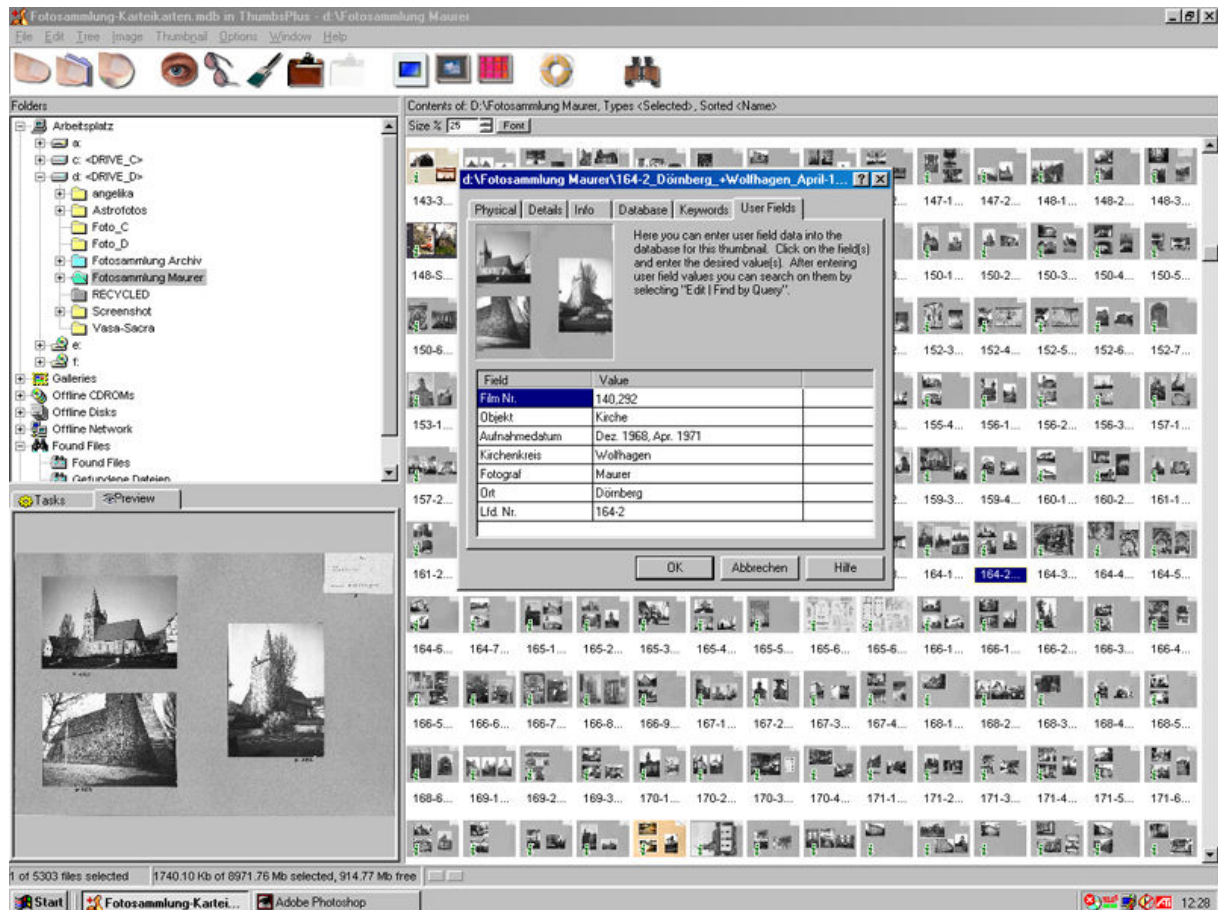 Fotosammlung-Karteikarten.mdb in ThumbsPlus - d:\Fotosammlung Maurer
File Edit Tree Image Thumbnail Options Window Help
Folders
Contents of: D:\Fotosammlung Maurer, Types <Selected>, Sorted <Name>
Size % 25 Font
Arbeitsplatz
a:
c: <DRIVE_C>
d: <DRIVE_D>
angelika
Astrofotos
Foto_C
Foto_D
Fotosammlung Archiv
Fotosammlung Maurer
RECYCLED
Screenshot
Vasa-Sacra
e:
f:
Galleries
Offline CDROMs
Offline Disks
Offline Network
Found Files
Found Files
Gefundene Dateien
Tasks Preview
d:\Fotosammlung Maurer\164-2_Dörnberg_+Wolfhagen_April-1...
Physical Details Info Database Keywords User Fields
Here you can enter user field data into the
database for this thumbnail. Click on the field(s)
and enter the desired value(s). After entering
user field values you can search on them by
selecting "Edit | Find by Query".
Field Value
Film Nr. 140,292
Objekt Kirche
Aufnahmedatum Dez. 1968, Apr. 1971
Kirchenkreis Wolfhagen
Fotograf Maurer
Ort Dörnberg
Lfd. Nr. 164-2
OK Abbrechen Hilfe
143-3... 147-1... 147-2... 148-1... 148-2... 148-3...
148-S... 150-1... 150-2... 150-3... 150-4... 150-5...
150-6... 152-3... 152-4... 152-5... 152-6... 152-7...
153-1... 155-4... 156-1... 156-2... 156-3... 157-1...
157-2... 159-3... 159-4... 160-1... 160-2... 161-1...
161-2... 164-1... 164-2... 164-3... 164-4... 164-5...
164-6... 164-7... 165-1... 165-2... 165-3... 165-4... 165-5... 165-6... 165-6... 166-1... 166-1... 166-2... 166-3... 166-4...
166-5... 166-6... 166-7... 166-8... 166-9... 167-1... 167-2... 167-3... 167-4... 168-1... 168-2... 168-3... 168-4... 168-5...
168-6... 169-1... 169-2... 169-3... 170-1... 170-2... 170-3... 170-4... 171-1... 171-2... 171-3... 171-4... 171-5... 171-6...
1 of 5303 files selected 1740.10 Kb of 8971.76 Mb selected, 914.77 Mb free
Start Fotosammlung-Kartei... Adobe Photoshop 12:28